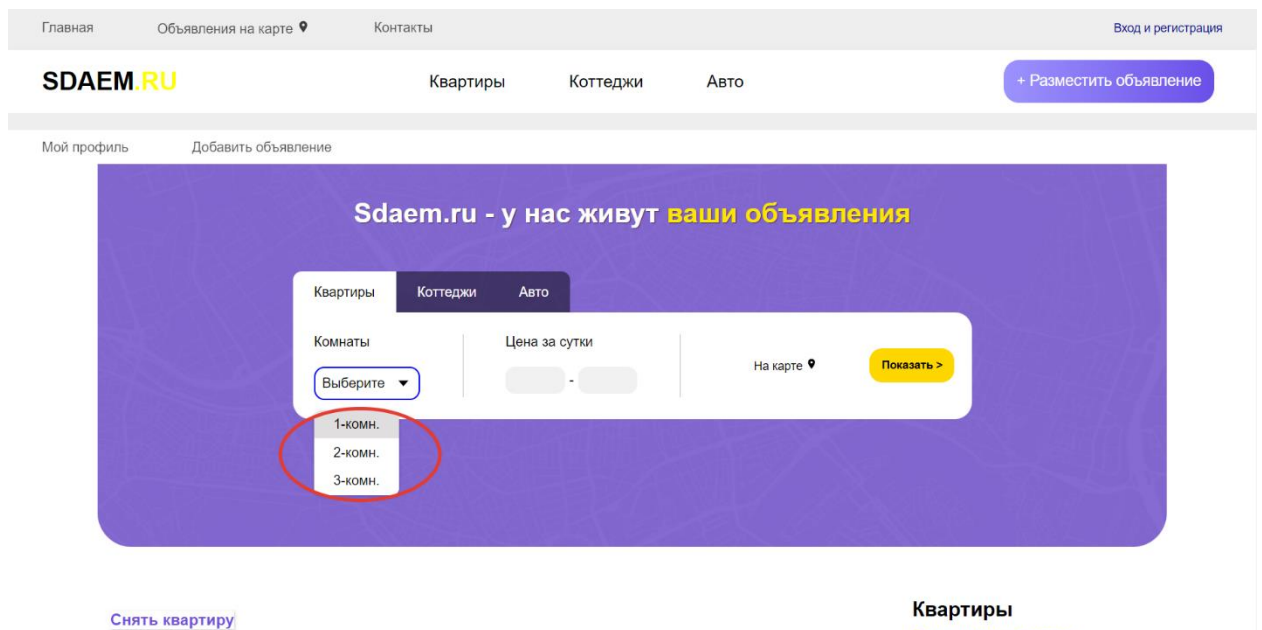 Главная Объявления на карте Контакты Вход и регистрация
SDAEM.RU Квартиры Коттеджи Авто + Разместить объявление
Мой профиль Добавить объявление
Sdaem.ru - у нас живут ваши объявления
Квартиры Коттеджи Авто
Комнаты Цена за сутки
На карте Показать >
Выберите -
1-комн.
2-комн.
3-комн.
Квартиры
Снять квартиру